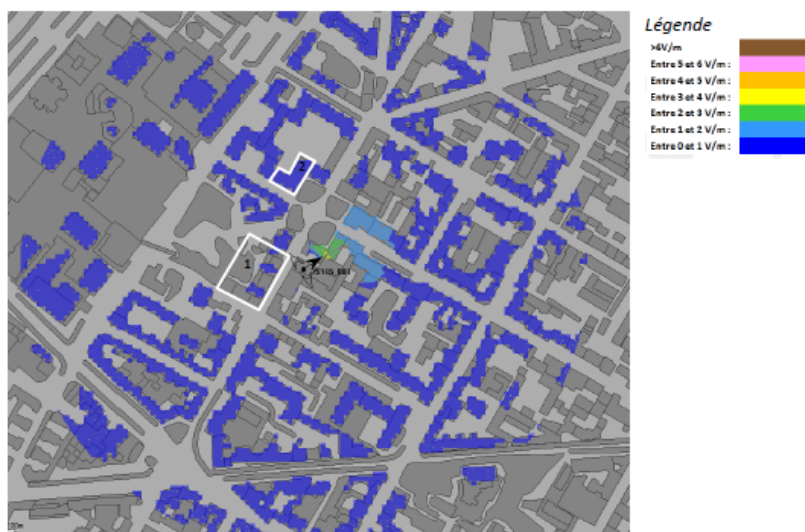 Légende
>6V/m
Entre 5 et 6 V/m :
Entre 4 et 5 V/m :
Entre 3 et 4 V/m :
Entre 2 et 3 V/m :
Entre 1 et 2 V/m :
Entre 0 et 1 V/m :
2
1